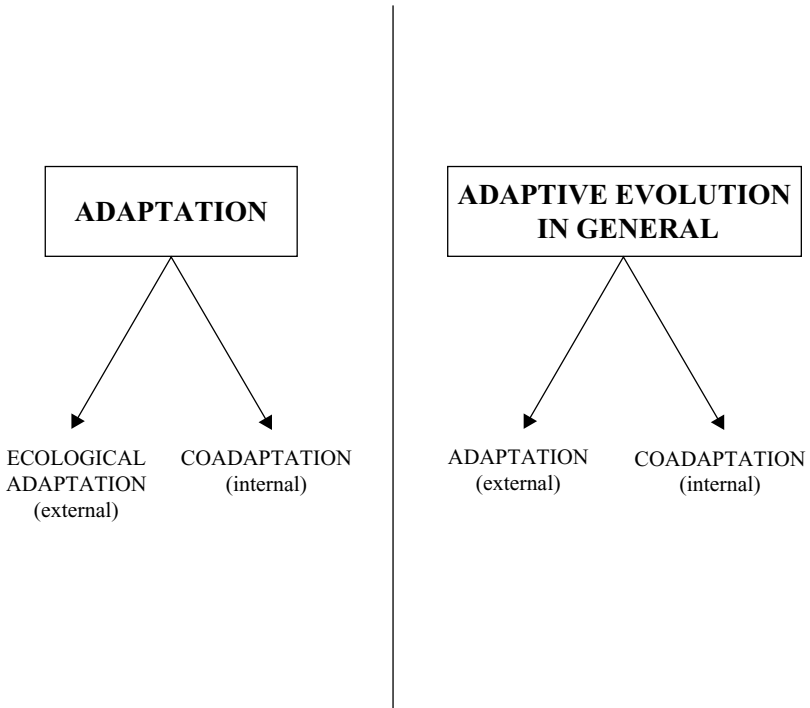 ADAPTATION
ECOLOGICAL
ADAPTATION
(external)
COADAPTATION
(internal)
ADAPTIVE EVOLUTION
IN GENERAL
ADAPTATION
(external)
COADAPTATION
(internal)